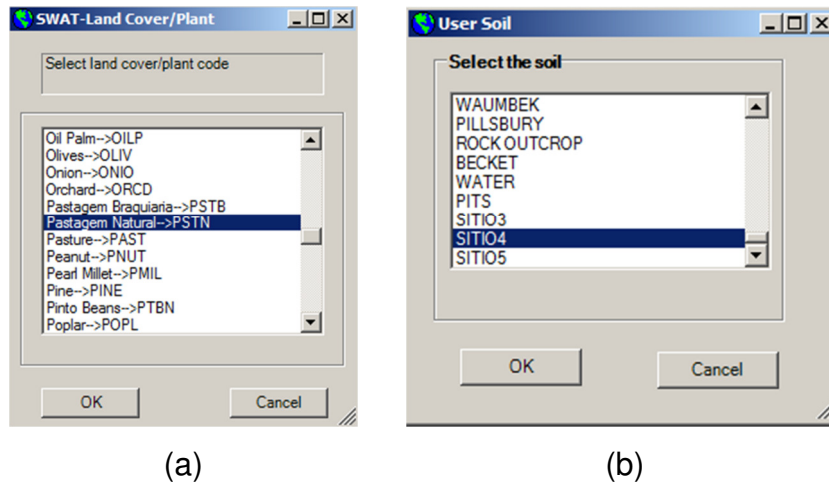 SWAT-Land Cover/Plant
Select land cover/plant code
Oil Palm-->OILP
Olives-->OLIV
Onion-->ONIO
Orchard-->ORCD
Pastagem Braquiaria-->PSTB
Pastagem Natural-->PSTN
Pasture-->PAST
Peanut-->PNUT
Pearl Millet-->PMIL
Pine-->PINE
Pinto Beans-->PTBN
Poplar-->POPL
OK Cancel
(a)
User Soil
Select the soil
WAUMBEK
PILLSBURY
ROCK OUTCROP
BECKET
WATER
PITS
SITIO3
SITIO4
SITIO5
OK Cancel
(b)